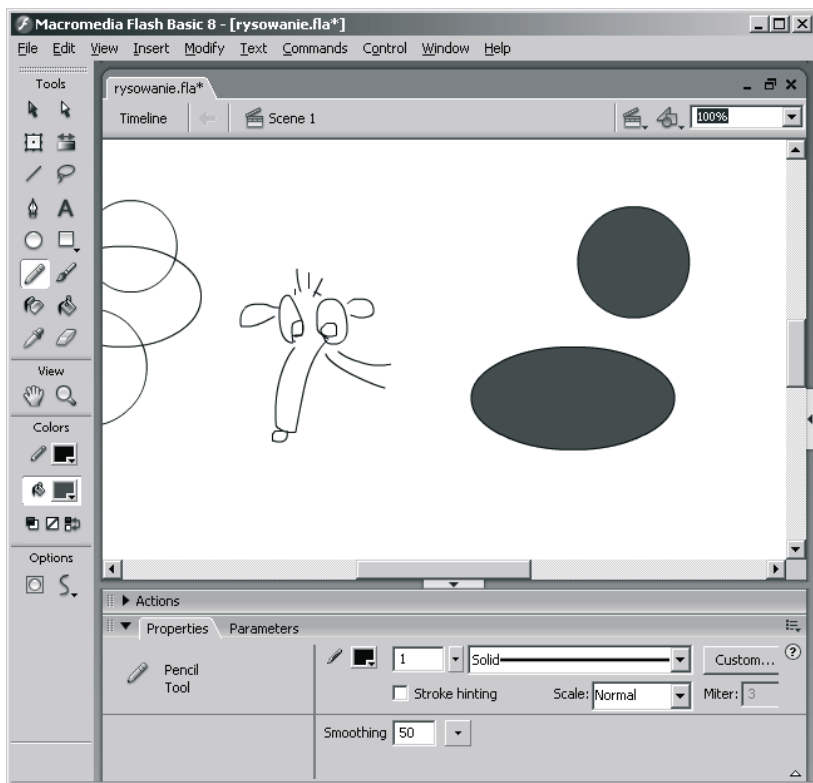 Macromedia Flash Basic 8 - [rysowanie.fla*]
File Edit View Insert Modify Text Commands Control Window Help
Tools
rysowanie.fla*
Timeline Scene 1 100%
View
Colors
Options
Actions
Properties Parameters
Pencil Tool
1 Solid Custom... ?
Stroke hinting Scale: Normal Miter: 3
Smoothing 50